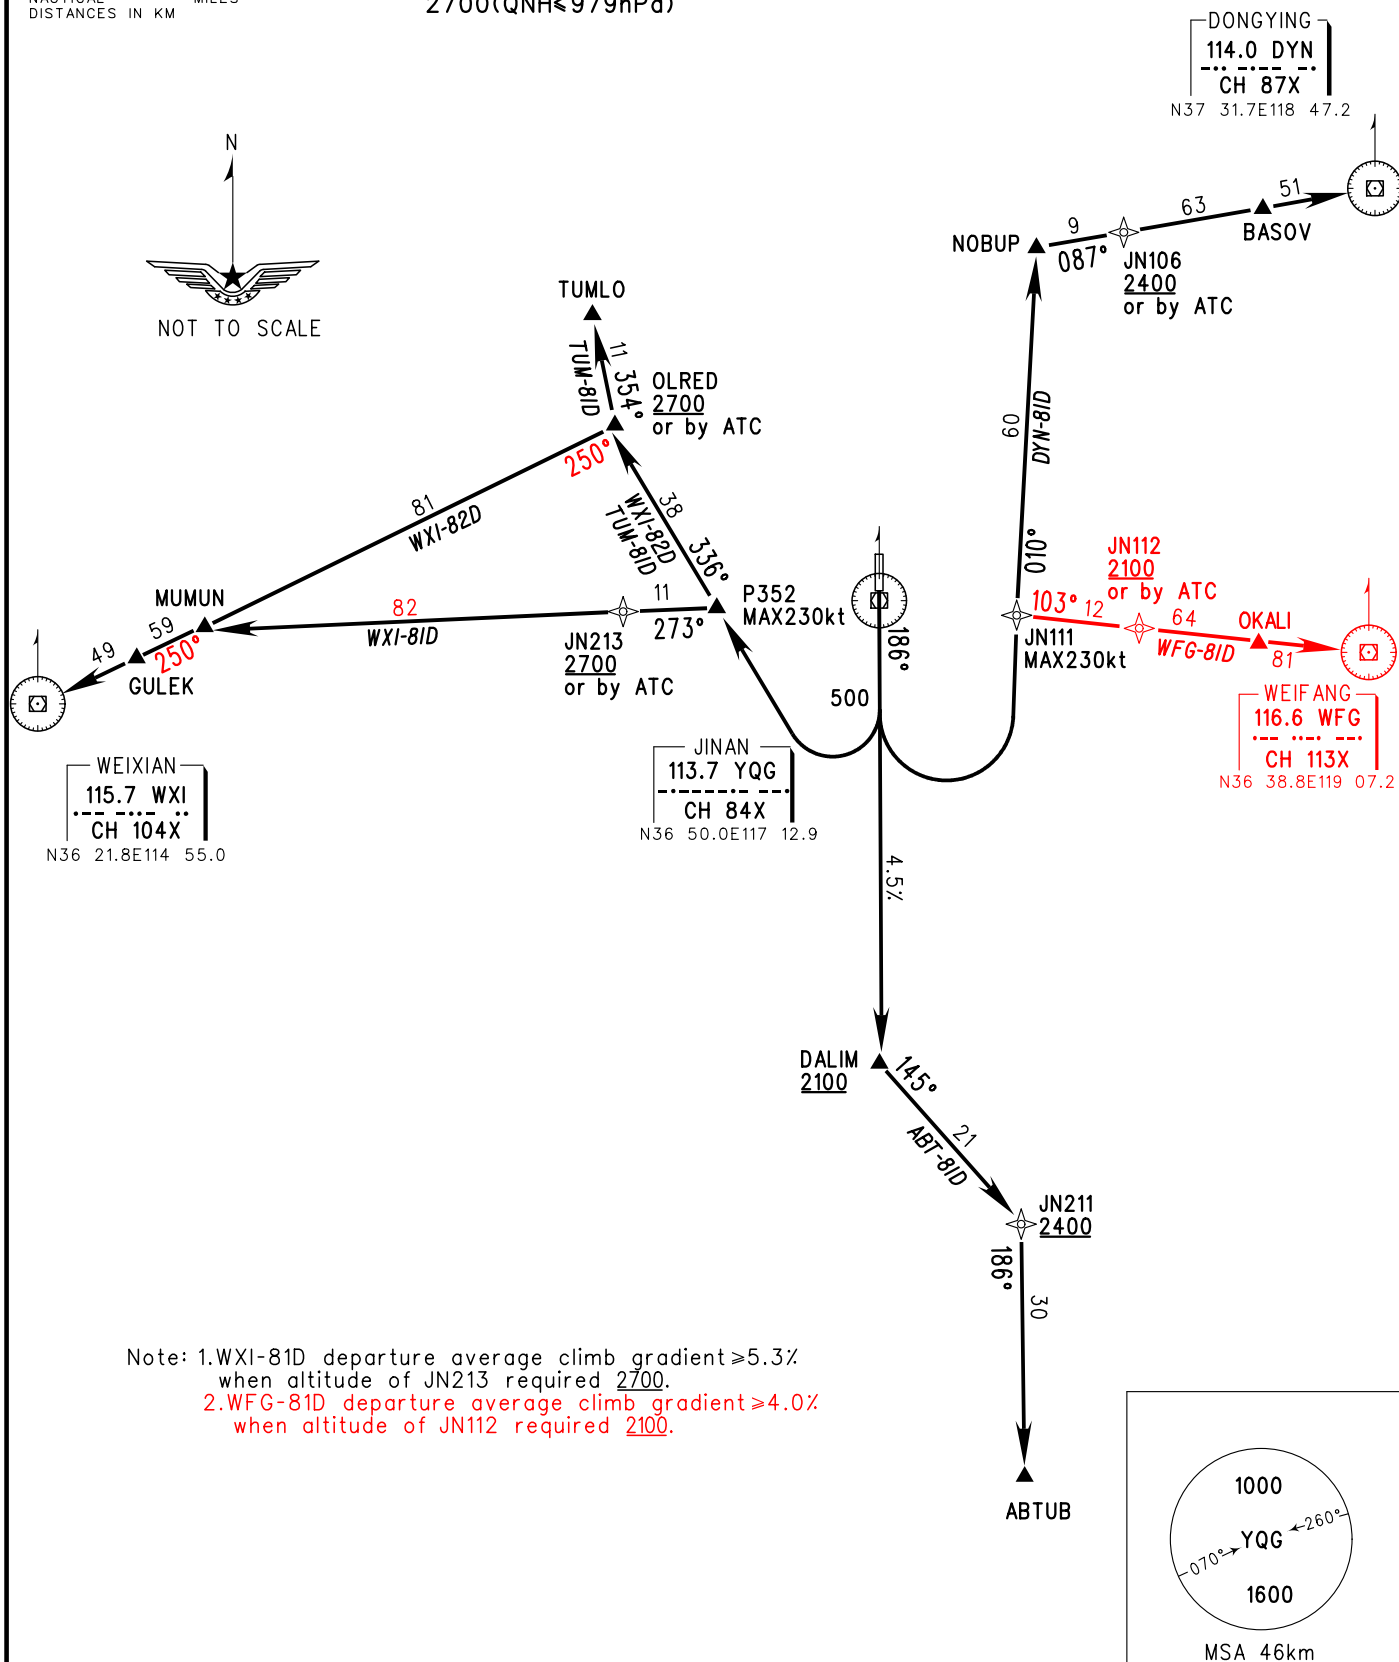 DISTANCES IN KM
2700(QNH≤979hPa)
DONGYING
114.0 DYN
CH 87X
N37 31.7E118 47.2
N
NOT TO SCALE
51
63
BASOV
9
NOBUP
087°
JN106
2400
or by ATC
TUMLO
11
354°
TUM-81D
OLRED
2700
or by ATC
250°
60
DYN-81D
010°
81
WXI-82D
38
WXI-82D
TUM-81D
336°
JN112
2100
or by ATC
MUMUN
82
WXI-81D
11
273°
P352
MAX230kt
JN213
2700
or by ATC
186°
103°
12
64
WFG-81D
OKALI
81
JN111
MAX230kt
59
250°
49
GULEK
500
WEIFANG
116.6 WFG
CH 113X
N36 38.8E119 07.2
WEIXIAN
115.7 WXI
CH 104X
N36 21.8E114 55.0
JINAN
113.7 YQG
CH 84X
N36 50.0E117 12.9
4.5%
DALIM
2100
145°
21
ABT-81D
JN211
2400
186°
30
Note: 1.WXI-81D departure average climb gradient≥5.3%
when altitude of JN213 required 2700.
2.WFG-81D departure average climb gradient≥4.0%
when altitude of JN112 required 2100.
ABTUB
1000
260°
YQG
070°
1600
MSA 46km